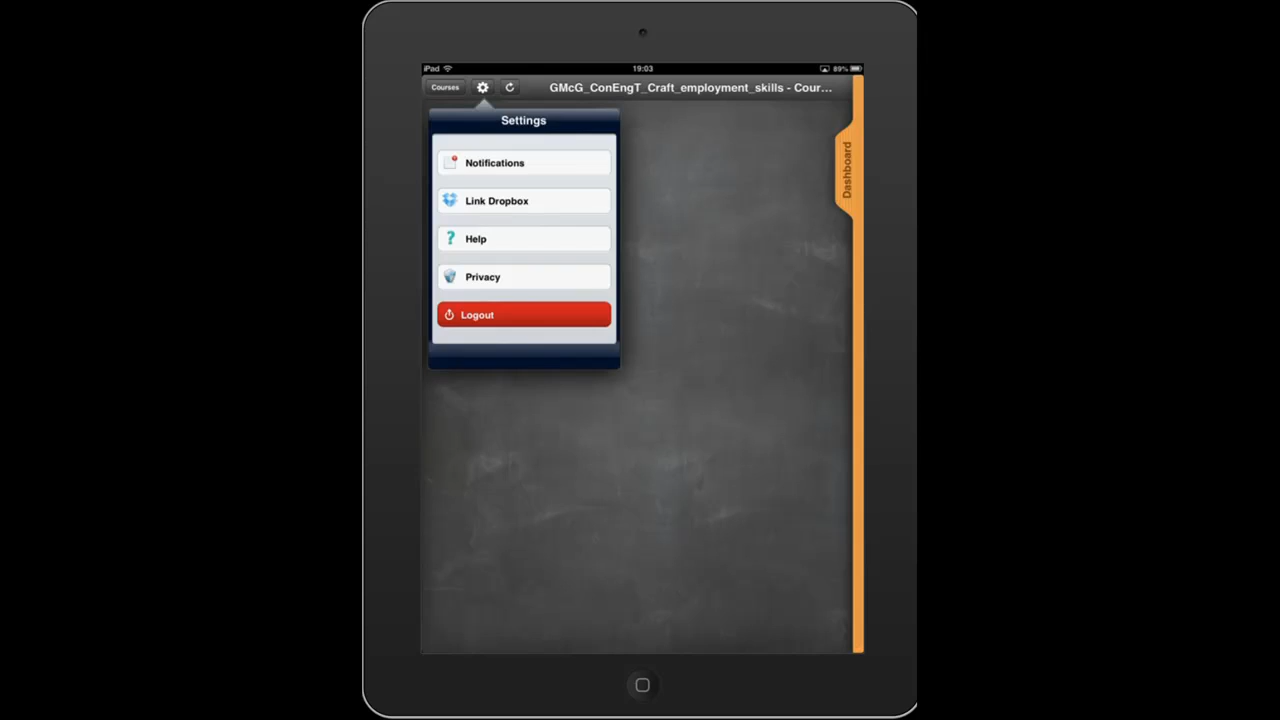 iPad
19:03
89%
Courses
GMcG_ConEngT_Craft_employment_skills - Cour...
Settings
Notifications
Link Dropbox
Help
Privacy
Logout
Dashboard